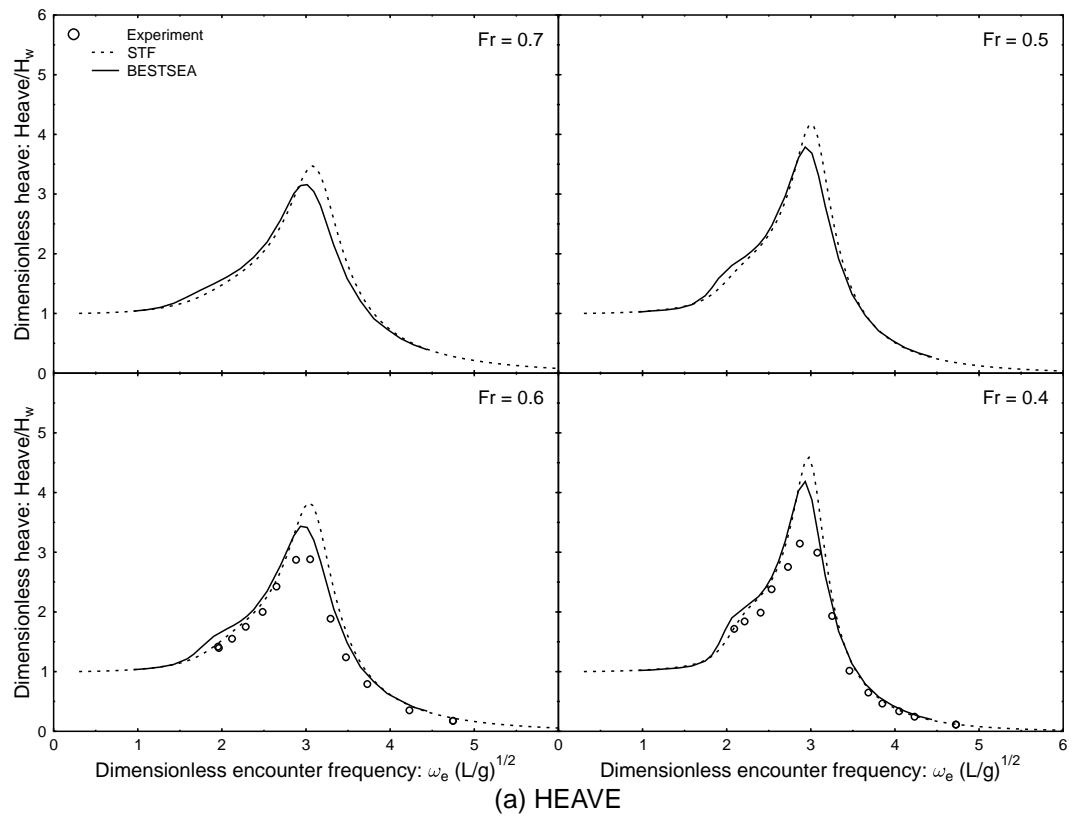 Experiment
STF
BESTSEA
Fr = 0.7
Fr = 0.5
6
5
4
3
2
1
0
Dimensionless heave: Heave/H_w
Fr = 0.6
Fr = 0.4
5
4
3
2
1
0
Dimensionless heave: Heave/H_w
0 1 2 3 4 5 0 1 2 3 4 5 6
Dimensionless encounter frequency: ω_e (L/g)^1/2 Dimensionless encounter frequency: ω_e (L/g)^1/2
(a) HEAVE